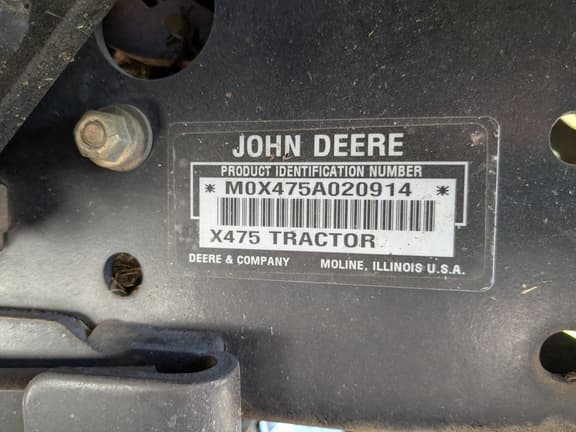 JOHN DEERE
PRODUCT IDENTIFICATION NUMBER
* M0X475A020914 *
X475 TRACTOR
DEERE & COMPANY MOLINE, ILLINOIS U.S.A.